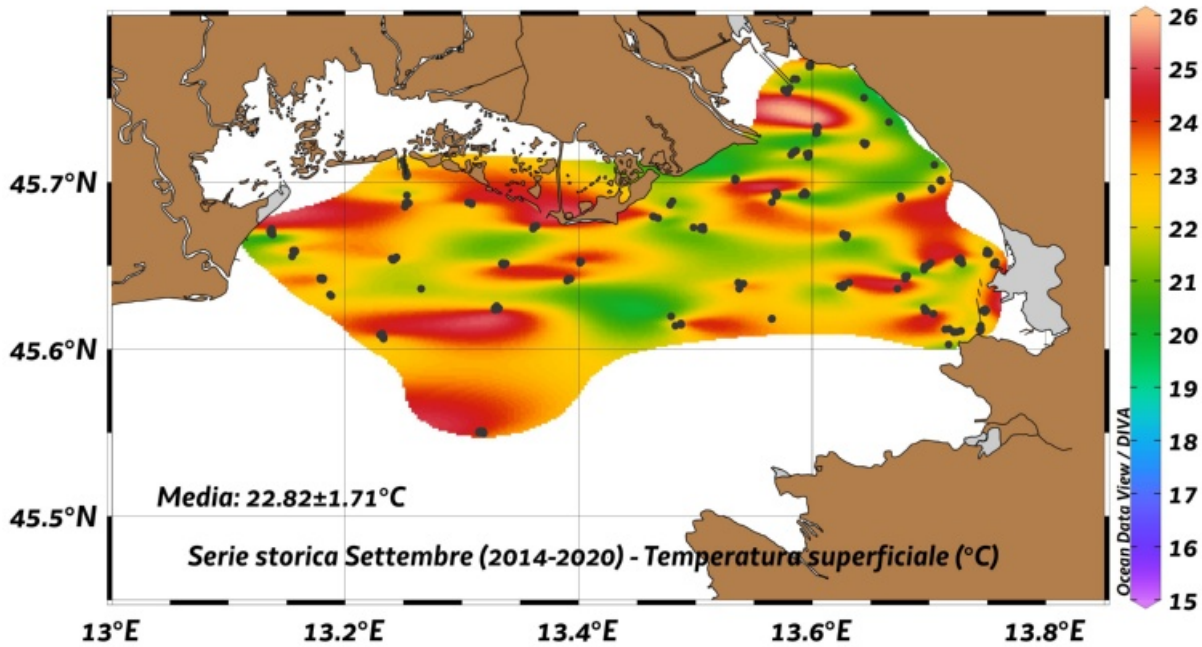 26
25
24
23
22
21
20
19
18
17
16
15
45.7°N
45.6°N
45.5°N
Media: 22.82±1.71°C
Serie storica Settembre (2014-2020) - Temperatura superficiale (°C)
Ocean Data View / DIVA
13°E 13.2°E 13.4°E 13.6°E 13.8°E